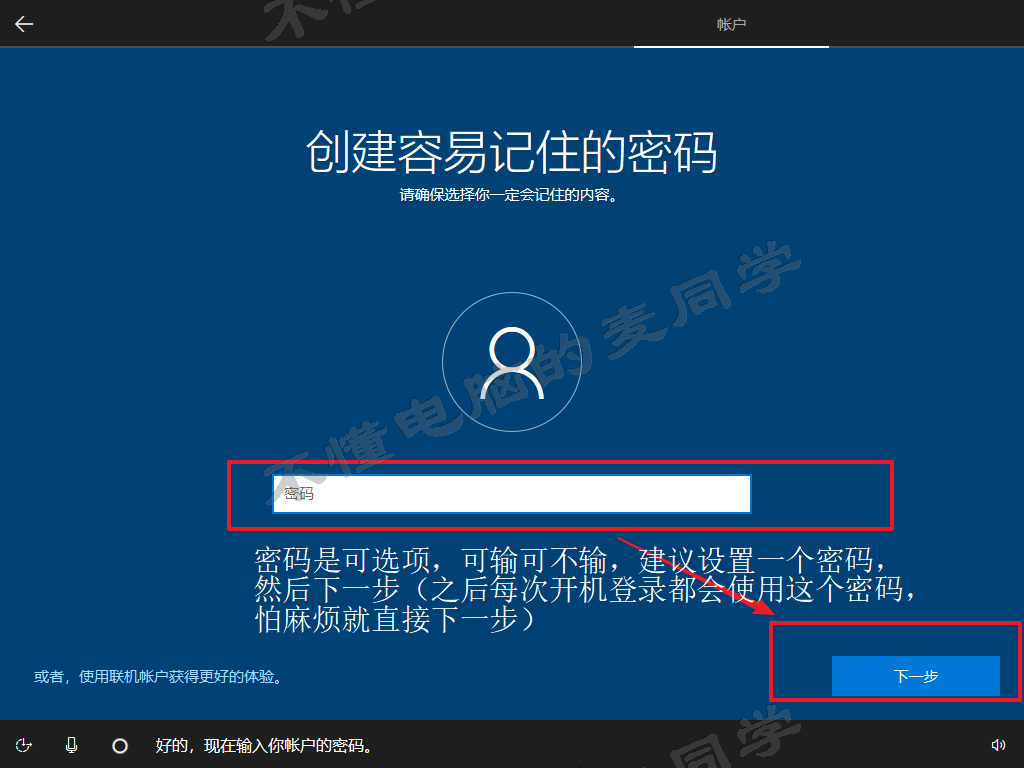 不懂
帐户
创建容易记住的密码
请确保选择你一定会记住的内容。
不懂电脑的麦同学
密码
密码是可选项，可输可不输，建议设置一个密码，
然后下一步（之后每次开机登录都会使用这个密码，
怕麻烦就直接下一步）
或者，使用联机帐户获得更好的体验。
下一步
同学
好的，现在输入你帐户的密码。